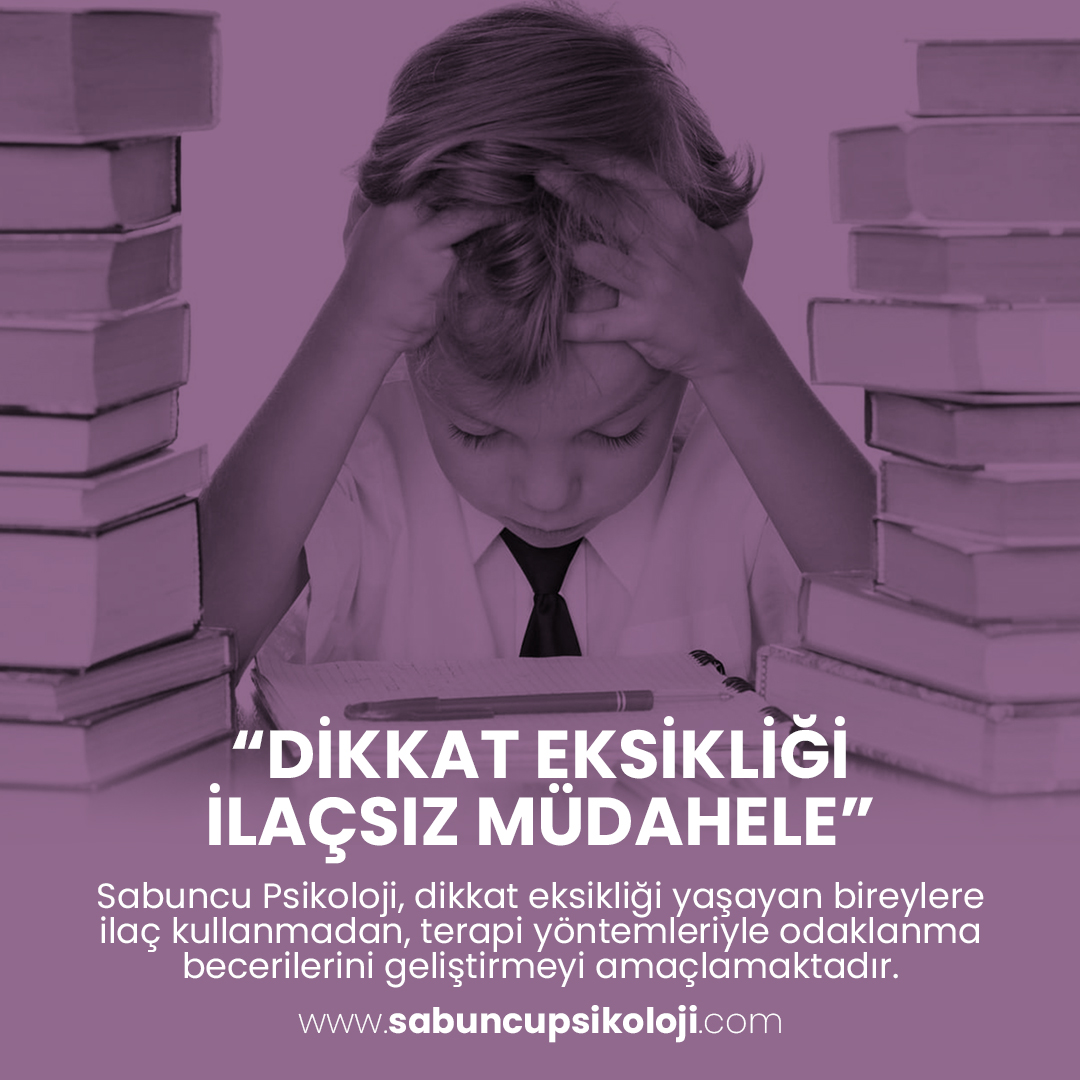 “DİKKAT EKSİKLİĞİ
İLAÇSIZ MÜDAHELE”
Sabuncu Psikoloji, dikkat eksikliği yaşayan bireylere
ilaç kullanmadan, terapi yöntemleriyle odaklanma
becerilerini geliştirmeyi amaçlamaktadır.
www.sabuncupsikoloji.com